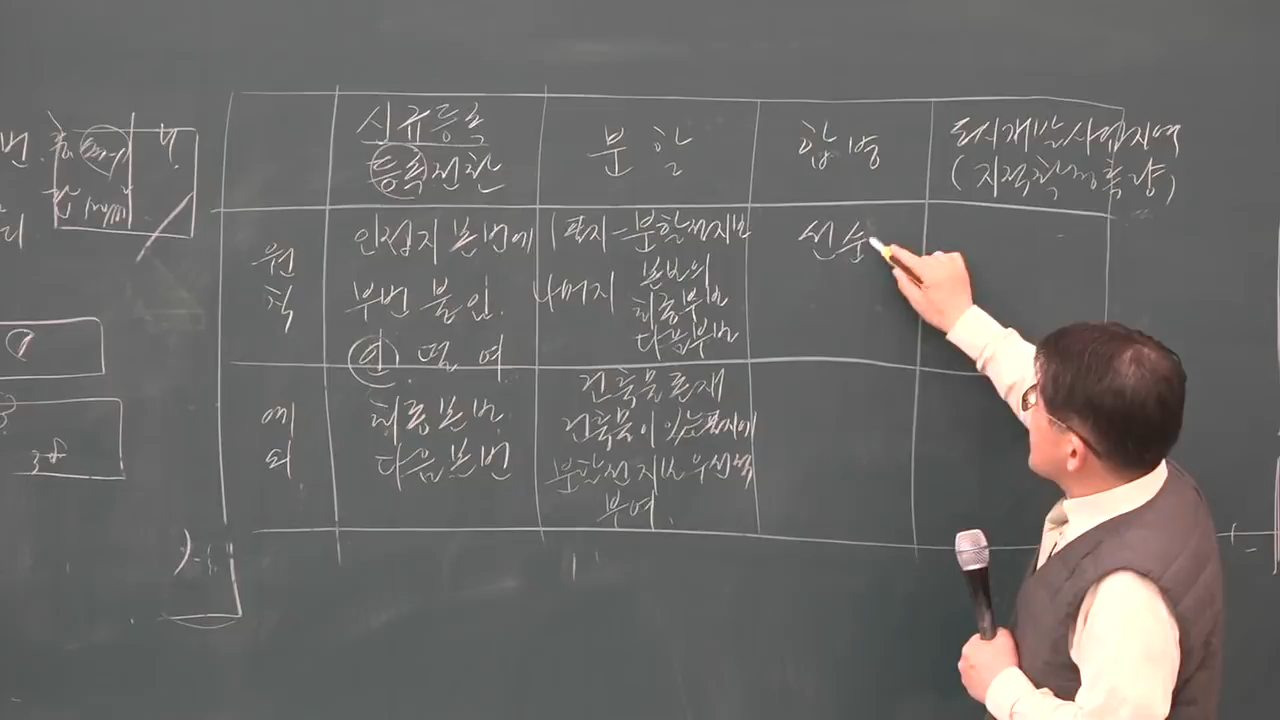 신규등록
등록전환
분할
합병
도시개발사업지역
(지적확정측량)
원칙
인접지 본번에
부번 붙인.
1필지=분할전지번
나머지 본번의
최종부번
다음부번
선순
예외
최종본번
다음본번
건축물존재
건축물이 있는 필지에
분할전 지번 우선적
부여.
번